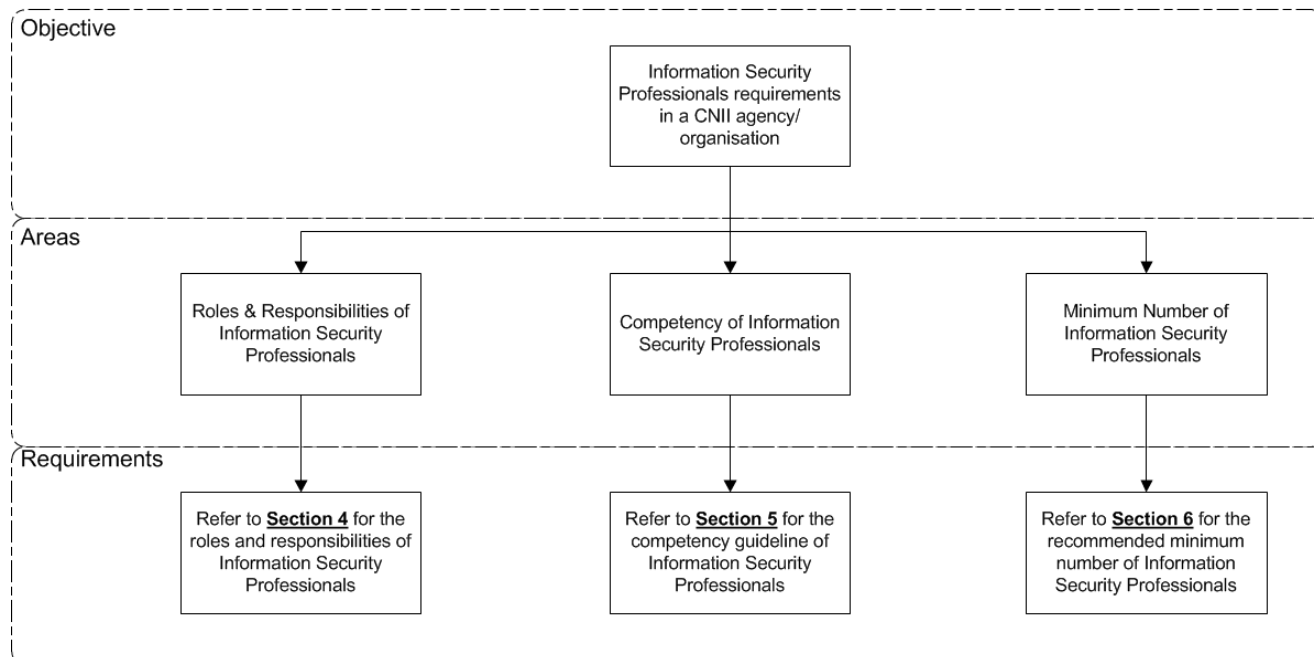 Objective
Information Security
Professionals requirements
in a CNII agency/
organisation
Areas
Roles & Responsibilities of
Information Security
Professionals
Competency of Information
Security Professionals
Minimum Number of
Information Security
Professionals
Requirements
Refer to Section 4 for the
roles and responsibilities of
Information Security
Professionals
Refer to Section 5 for the
competency guideline of
Information Security
Professionals
Refer to Section 6 for the
recommended minimum
number of Information
Security Professionals